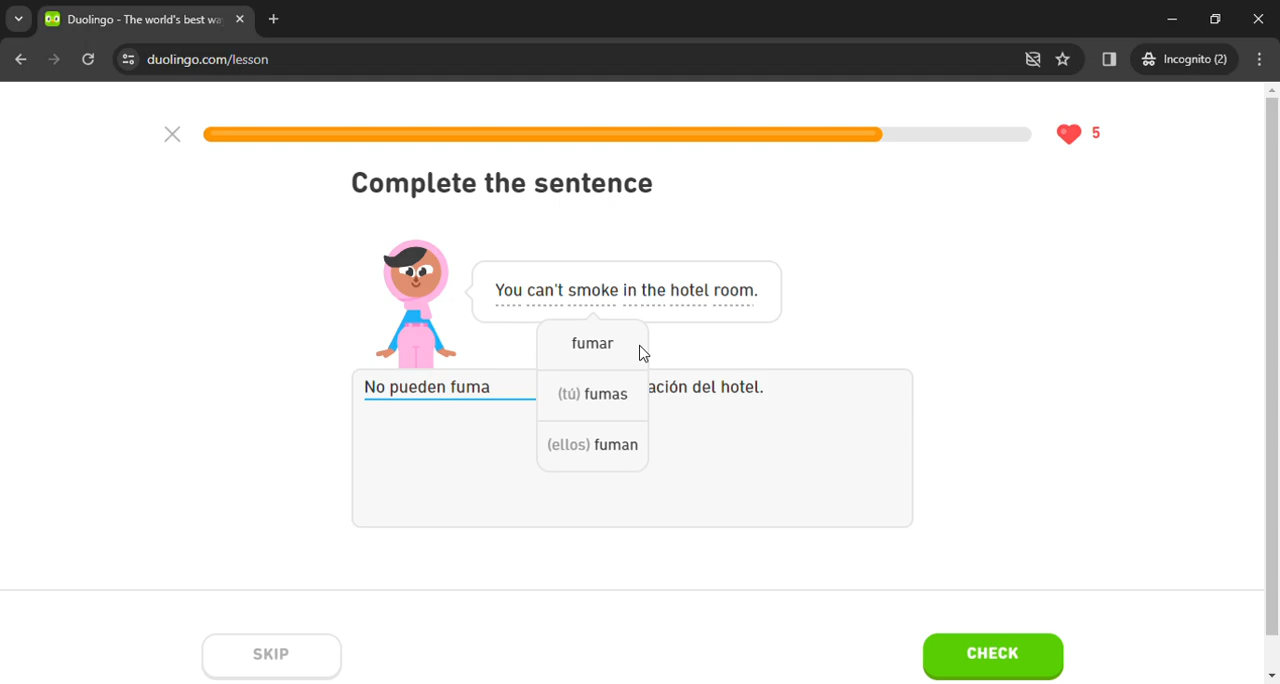 Duolingo - The world's best wa
duolingo.com/lesson
Incognito (2)
5
Complete the sentence
You can't smoke in the hotel room.
fumar
(tú) fumas
(ellos) fuman
No pueden fuma ación del hotel.
SKIP
CHECK